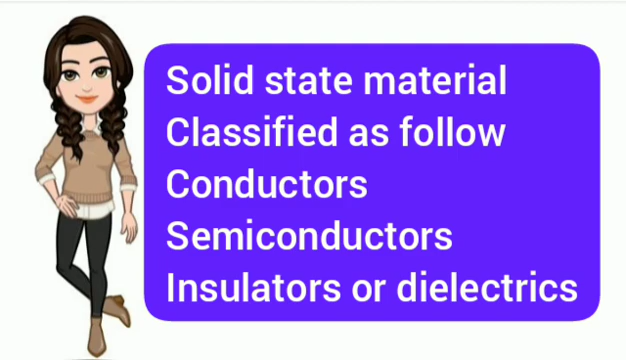 Solid state material
Classified as follow
Conductors
Semiconductors
Insulators or dielectrics